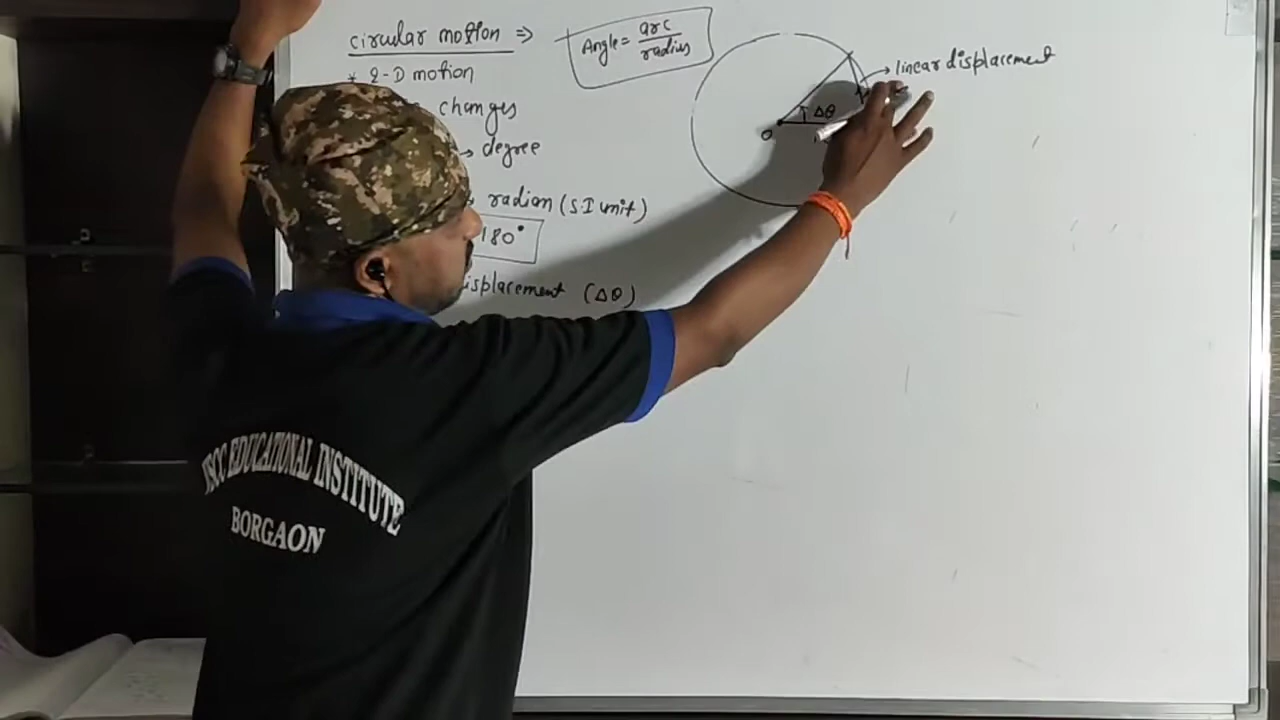 circular motion ⇒
Angle = arc / radius
* 2-D motion
changes
→ degree
radian (S.I unit)
180°
isplacement (Δθ)
linear displacement
Δθ
O
EDUCATIONAL INSTITUTE
BORGAON